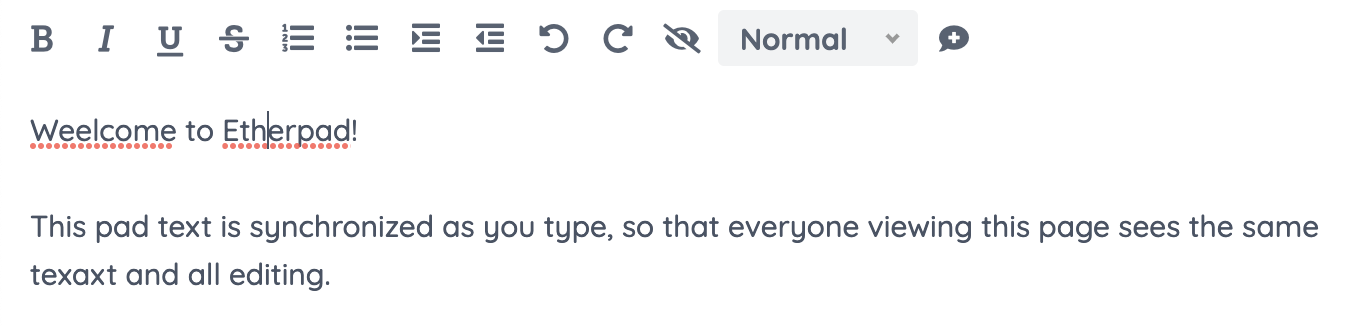 B I U S
Normal
Weelcome to Etherpad!
This pad text is synchronized as you type, so that everyone viewing this page sees the same
texaxt and all editing.